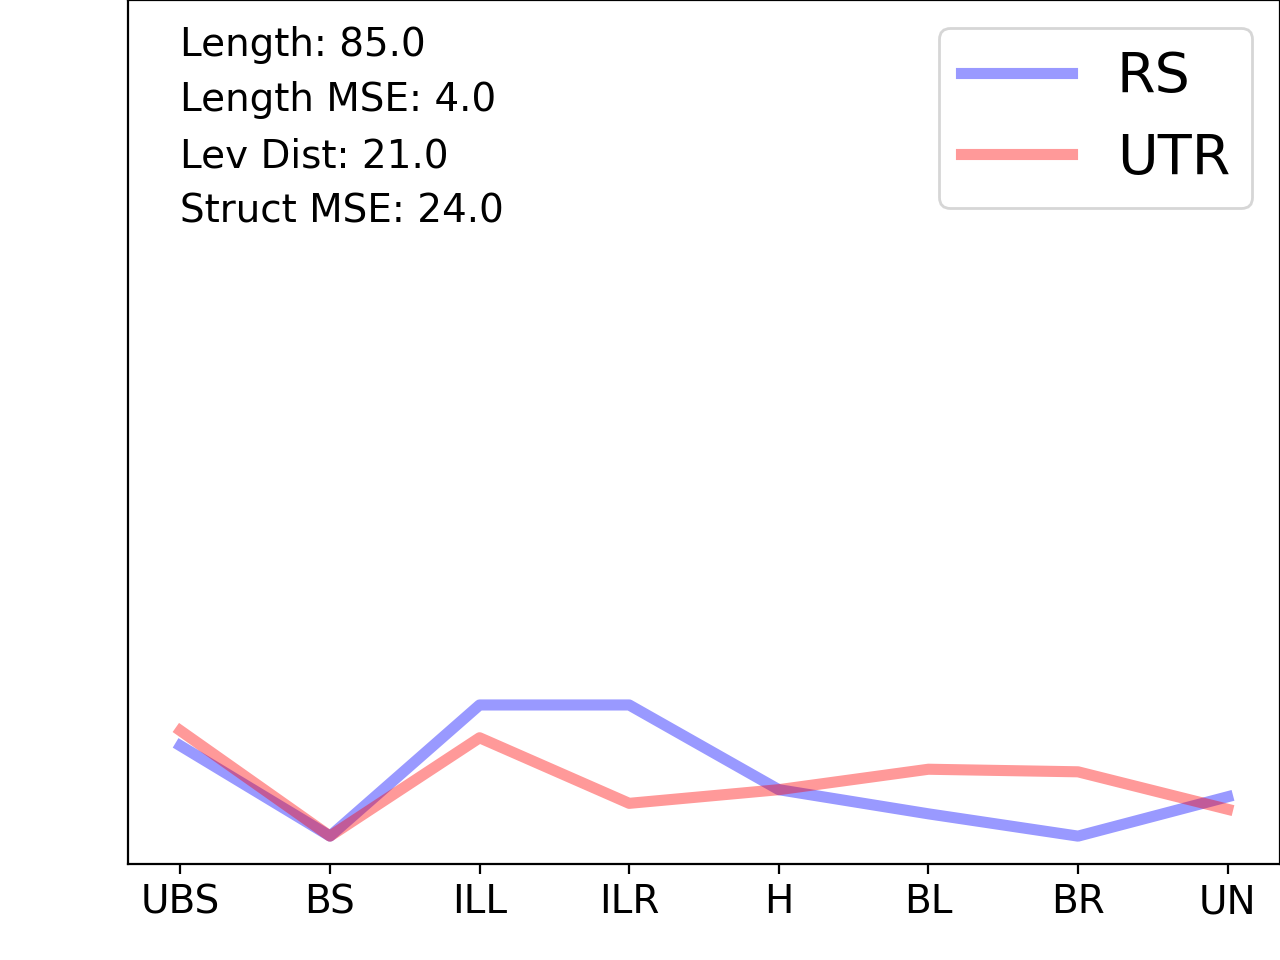 Length: 85.0
Length MSE: 4.0
Lev Dist: 21.0
Struct MSE: 24.0
RS
UTR
UBS BS ILL ILR H BL BR UN